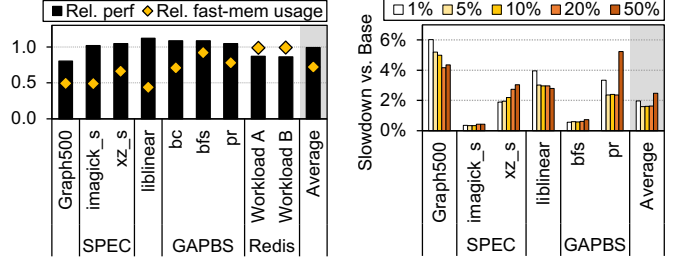 Rel. perf Rel. fast-mem usage
1.0
0.5
0.0
Graph500
imagick_s
xz_s
liblinear
bc
bfs
pr
Workload A
Workload B
Average
SPEC
GAPBS
Redis
1% 5% 10% 20% 50%
Slowdown vs. Base
6%
4%
2%
0%
Graph500
imagick_s
xz_s
liblinear
bfs
pr
Average
SPEC
GAPBS